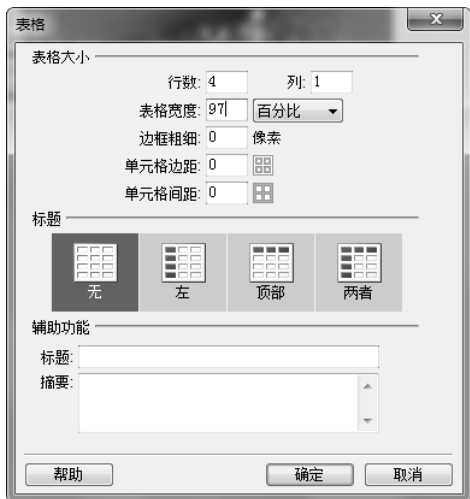 表格
表格大小
行数: 4 列: 1
表格宽度: 97 百分比
边框粗细: 0 像素
单元格边距: 0
单元格间距: 0
标题
无 左 顶部 两者
辅助功能
标题:
摘要:
帮助 确定 取消